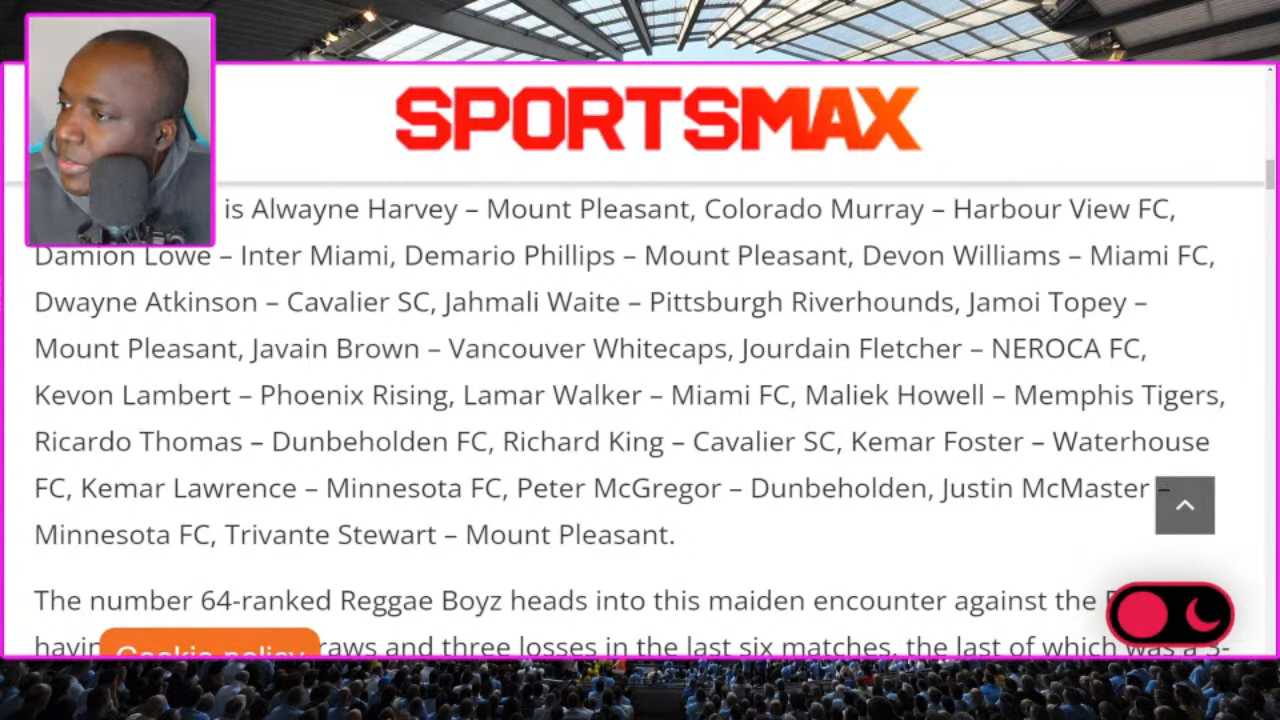 SPORTSMAX
is Alwayne Harvey – Mount Pleasant, Colorado Murray – Harbour View FC,
Damion Lowe – Inter Miami, Demario Phillips – Mount Pleasant, Devon Williams – Miami FC,
Dwayne Atkinson – Cavalier SC, Jahmali Waite – Pittsburgh Riverhounds, Jamoi Topey –
Mount Pleasant, Javain Brown – Vancouver Whitecaps, Jourdain Fletcher – NEROCA FC,
Kevon Lambert – Phoenix Rising, Lamar Walker – Miami FC, Maliek Howell – Memphis Tigers,
Ricardo Thomas – Dunbeholden FC, Richard King – Cavalier SC, Kemar Foster – Waterhouse
FC, Kemar Lawrence – Minnesota FC, Peter McGregor – Dunbeholden, Justin McMaster –
Minnesota FC, Trivante Stewart – Mount Pleasant.
The number 64-ranked Reggae Boyz heads into this maiden encounter against the
and three losses in the last six matches, the last of which was a 3-
Cookie policy